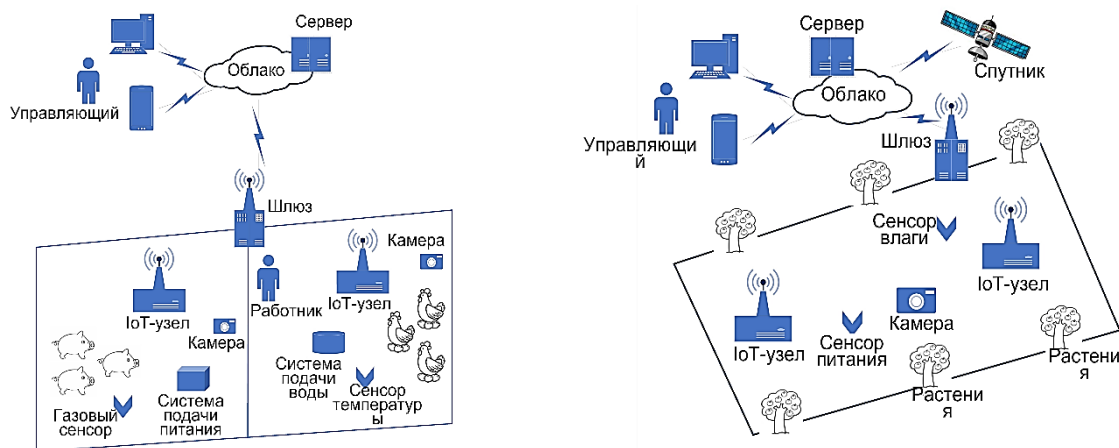 Сервер
Облако
Управляющий
Шлюз
Камера
IoT-узел
Работник
IoT-узел
Камера
Система
подачи
воды
Сенсор
температур
ы
Газовый
сенсор
Система
подачи
питания
Сервер
Спутник
Облако
Управляющи
й
Шлюз
Сенсор
влаги
IoT-узел
Камера
IoT-узел
Сенсор
питания
Растени
я
Растени
я